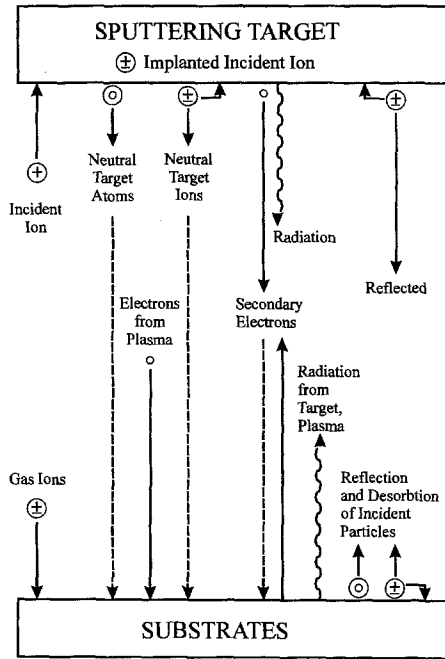 SPUTTERING TARGET
± Implanted Incident Ion
+
±
±
Neutral
Target
Atoms
Neutral
Target
Ions
Incident
Ion
Radiation
Reflected
Electrons
from
Plasma
Secondary
Electrons
Radiation
from
Target,
Plasma
Gas Ions
±
Reflection
and Desorbtion
of Incident
Particles
±
SUBSTRATES